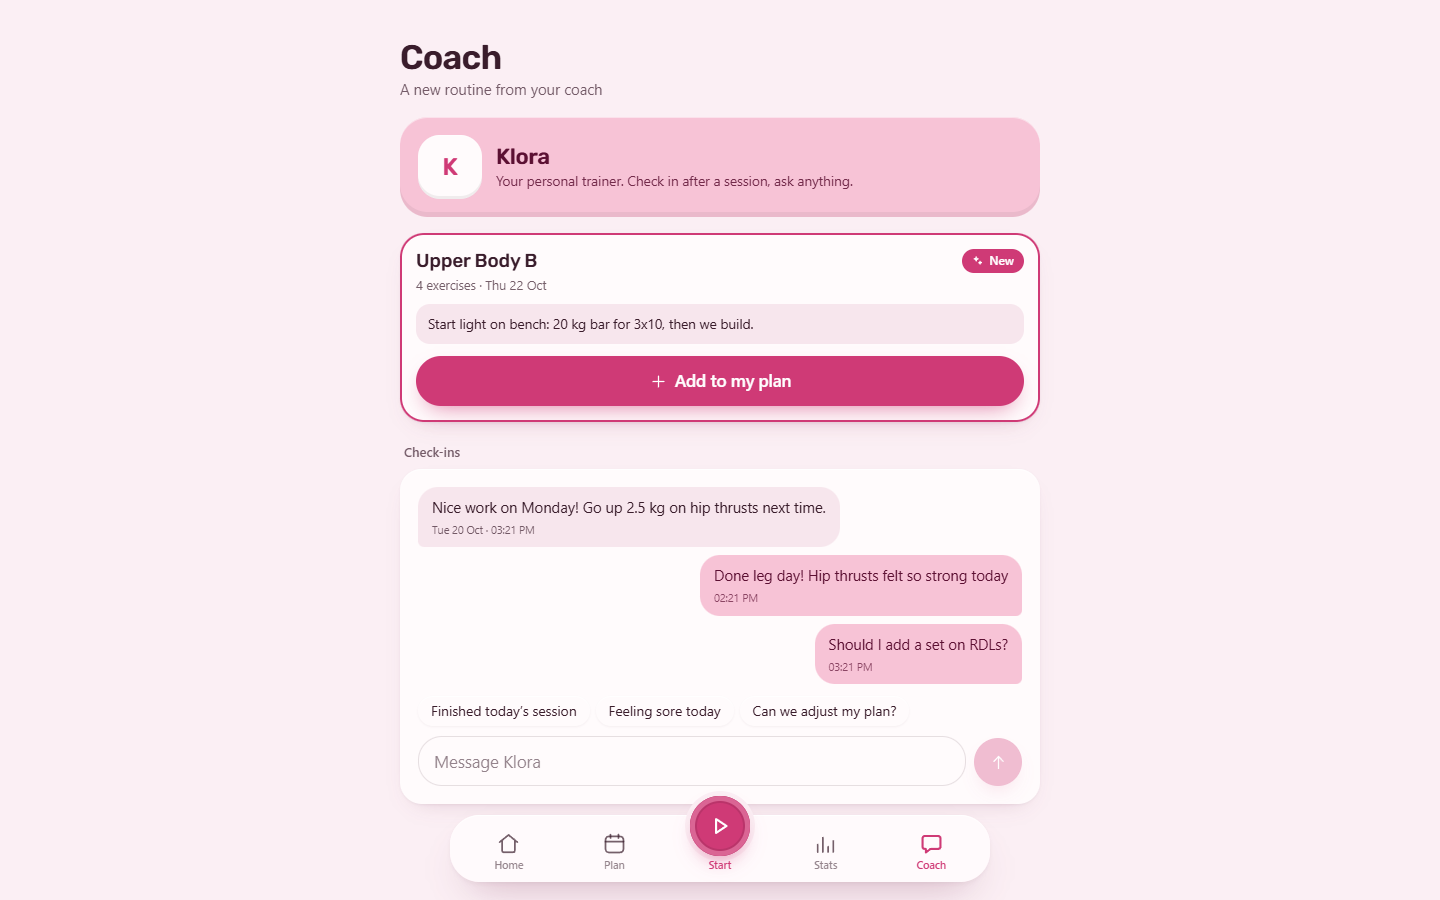 Coach
A new routine from your coach
K
Klora
Your personal trainer. Check in after a session, ask anything.
Upper Body B
New
4 exercises · Thu 22 Oct
Start light on bench: 20 kg bar for 3x10, then we build.
Add to my plan
Check-ins
Nice work on Monday! Go up 2.5 kg on hip thrusts next time.
Tue 20 Oct · 03:21 PM
Done leg day! Hip thrusts felt so strong today
02:21 PM
Should I add a set on RDLs?
03:21 PM
Finished today's session
Feeling sore today
Can we adjust my plan?
Message Klora
Home
Plan
Start
Stats
Coach